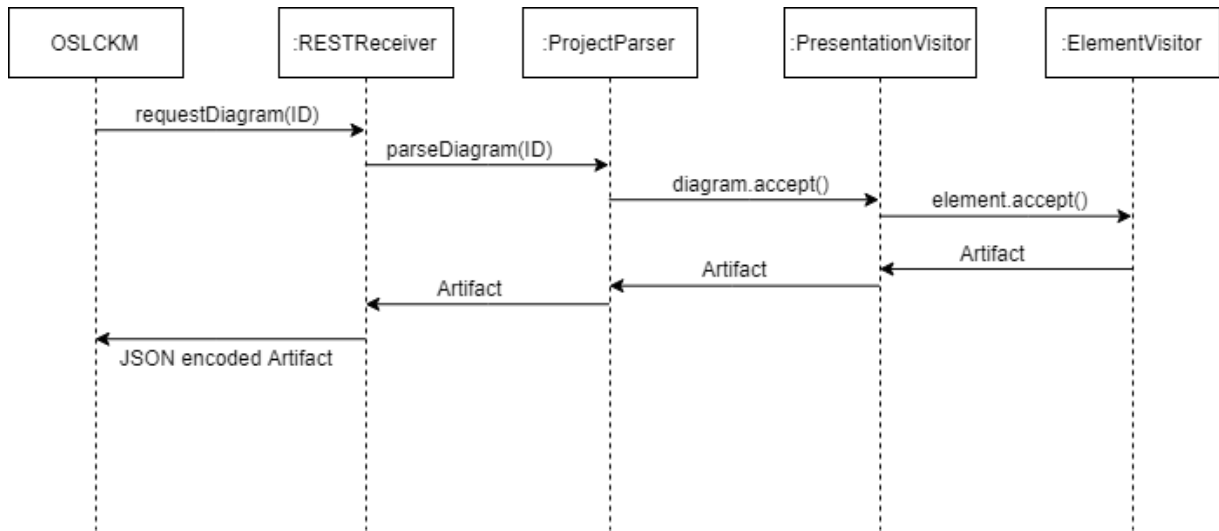 OSLCKM
:RESTReceiver
:ProjectParser
:PresentationVisitor
:ElementVisitor
requestDiagram(ID)
parseDiagram(ID)
diagram.accept()
element.accept()
Artifact
Artifact
Artifact
JSON encoded Artifact